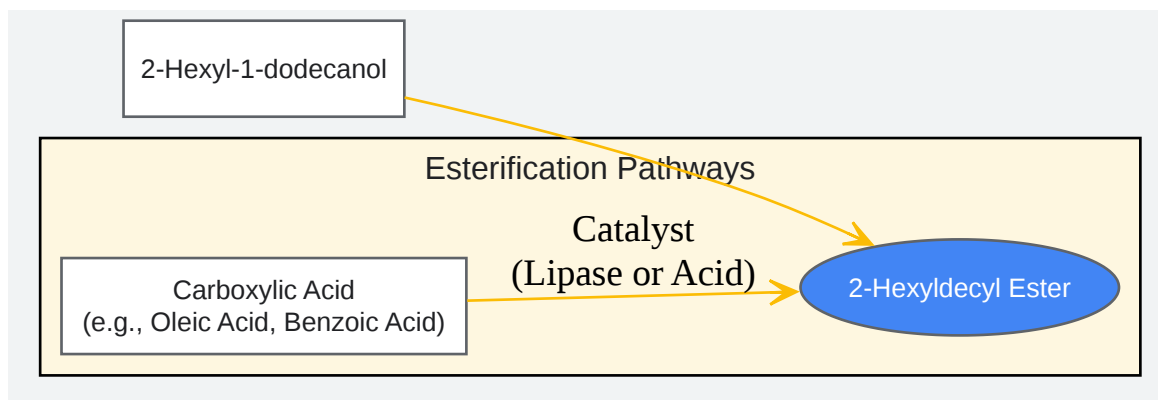 2-Hexyl-1-dodecanol
Esterification Pathways
Catalyst
(Lipase or Acid)
Carboxylic Acid
(e.g., Oleic Acid, Benzoic Acid)
2-Hexyldecyl Ester